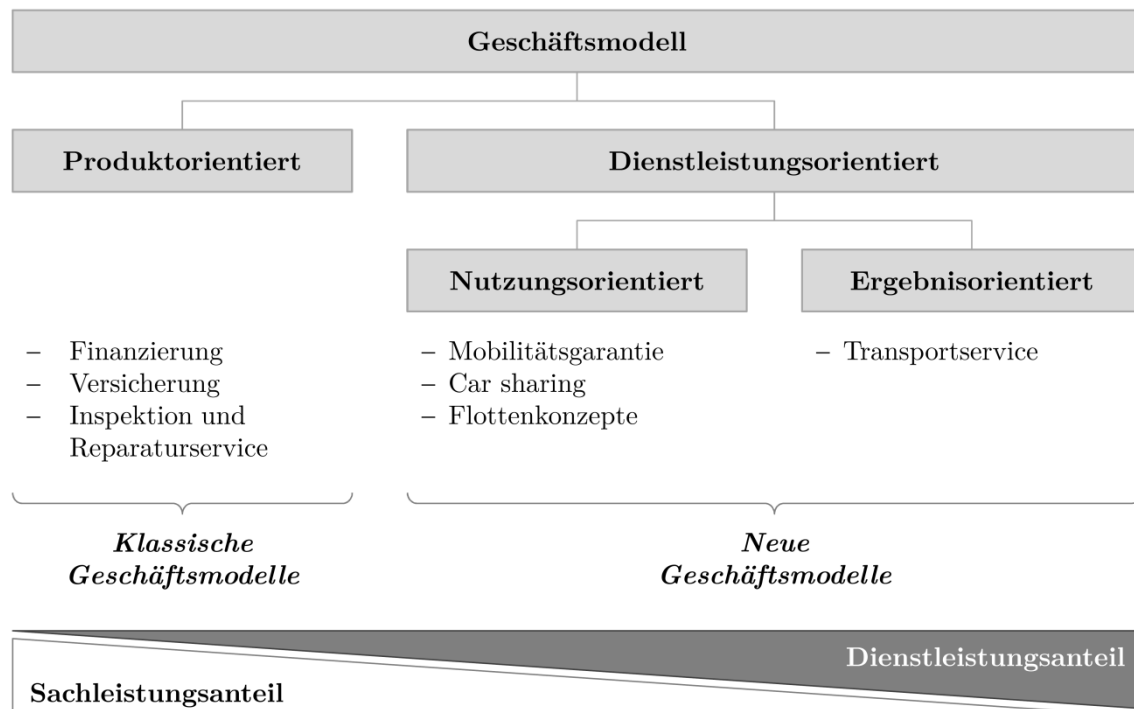 Geschäftsmodell
Produktorientiert
Dienstleistungsorientiert
Nutzungsorientiert
Ergebnisorientiert
– Finanzierung
– Versicherung
– Inspektion und
Reparaturservice
– Mobilitätsgarantie
– Car sharing
– Flottenkonzepte
– Transportservice
Klassische
Geschäftsmodelle
Neue
Geschäftsmodelle
Dienstleistungsanteil
Sachleistungsanteil